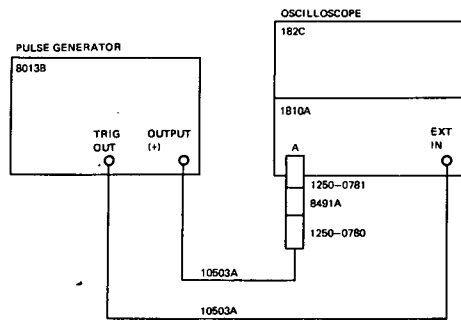 OSCILLOSCOPE
182C
PULSE GENERATOR
8013B
1810A
TRIG OUTPUT
OUT (+)
EXT
IN
A
1250-0781
8491A
1250-0780
10503A
10503A